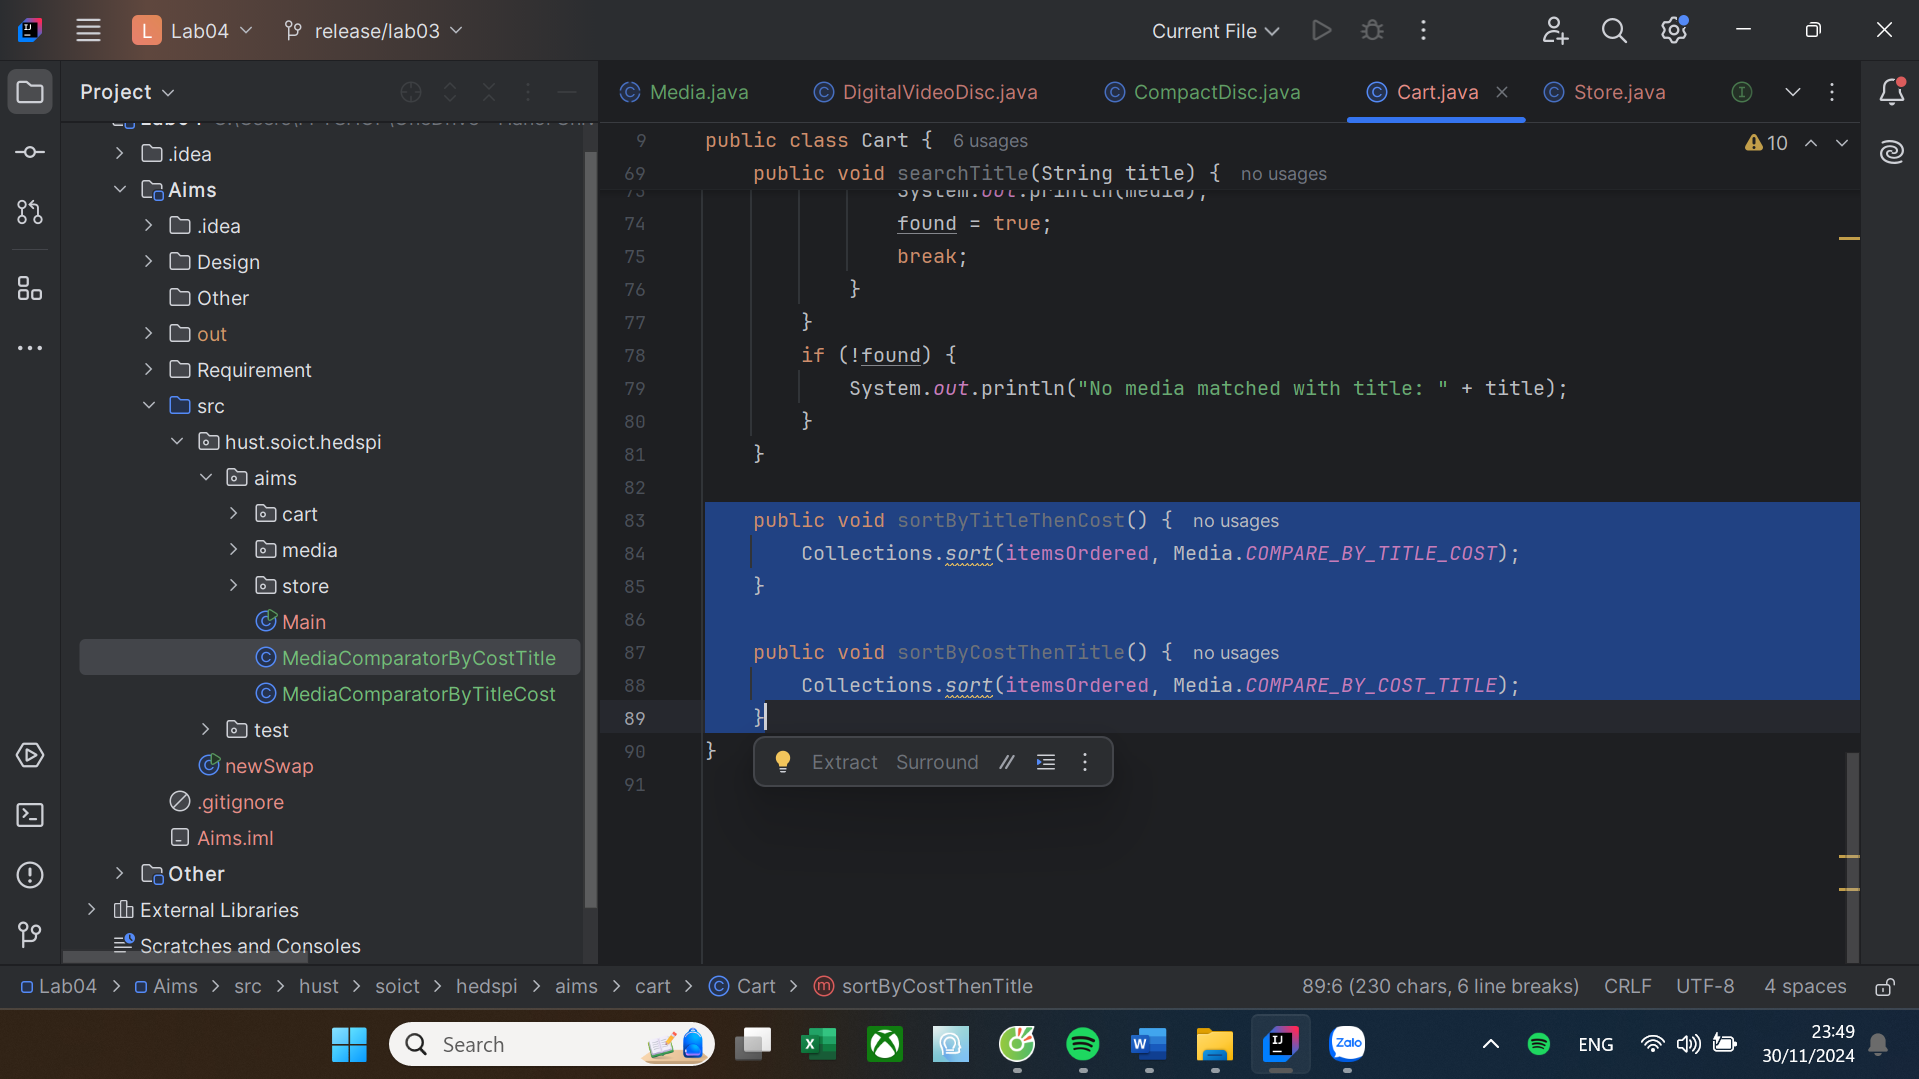 L Lab04 release/lab03 Current File
Project
Media.java DigitalVideoDisc.java CompactDisc.java Cart.java Store.java
.idea
Aims
.idea
Design
Other
out
Requirement
src
hust.soict.hedspi
aims
cart
media
store
Main
MediaComparatorByCostTitle
MediaComparatorByTitleCost
test
newSwap
.gitignore
Aims.iml
Other
External Libraries
Scratches and Consoles
9 public class Cart { 6 usages
10
69 public void searchTitle(String title) { no usages
73 System.out.println(media);
74 found = true;
75 break;
76 }
77 }
78 if (!found) {
79 System.out.println("No media matched with title: " + title);
80 }
81 }
82
83 public void sortByTitleThenCost() { no usages
84 Collections.sort(itemsOrdered, Media.COMPARE_BY_TITLE_COST);
85 }
86
87 public void sortByCostThenTitle() { no usages
88 Collections.sort(itemsOrdered, Media.COMPARE_BY_COST_TITLE);
89 }
90 }
91
Extract Surround //
Lab04 > Aims > src > hust > soict > hedspi > aims > cart > Cart > sortByCostThenTitle 89:6 (230 chars, 6 line breaks) CRLF UTF-8 4 spaces
Search ENG 23:49
30/11/2024
Zalo